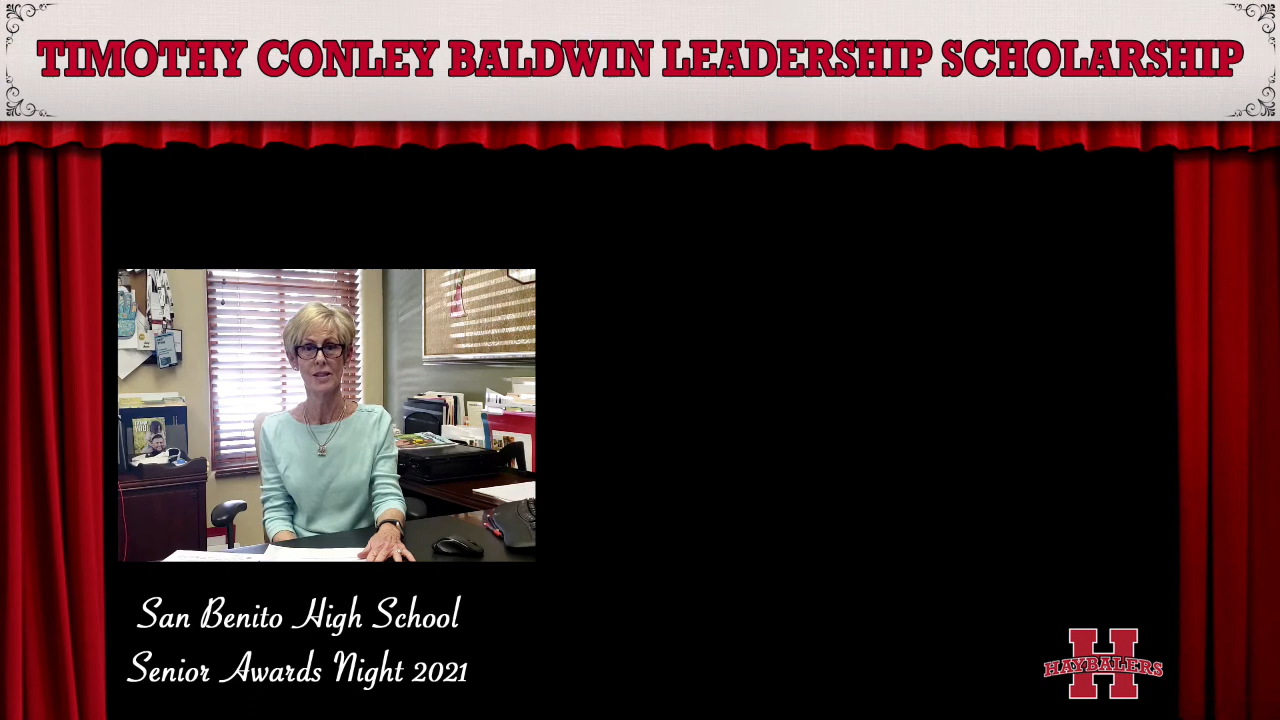 TIMOTHY CONLEY BALDWIN LEADERSHIP SCHOLARSHIP
San Benito High School
Senior Awards Night 2021
H
HAYBALERS